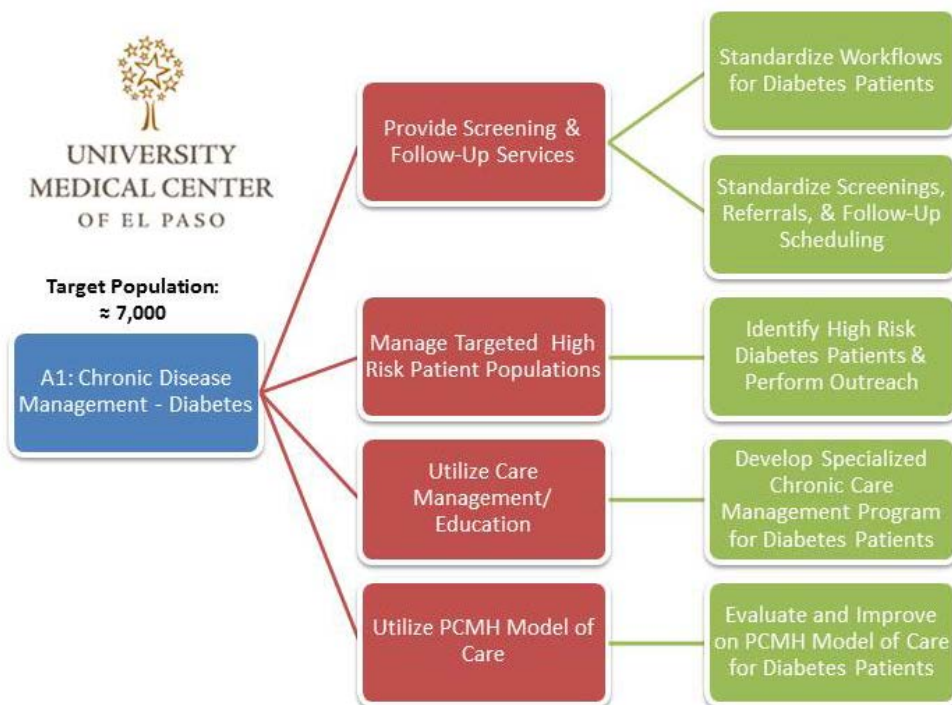 UNIVERSITY
MEDICAL CENTER
OF EL PASO
Target Population:
≈ 7,000
A1: Chronic Disease
Management - Diabetes
Provide Screening &
Follow-Up Services
Standardize Workflows
for Diabetes Patients
Standardize Screenings,
Referrals, & Follow-Up
Scheduling
Manage Targeted High
Risk Patient Populations
Identify High Risk
Diabetes Patients &
Perform Outreach
Utilize Care
Management/
Education
Develop Specialized
Chronic Care
Management Program
for Diabetes Patients
Utilize PCMH Model of
Care
Evaluate and Improve
on PCMH Model of Care
for Diabetes Patients